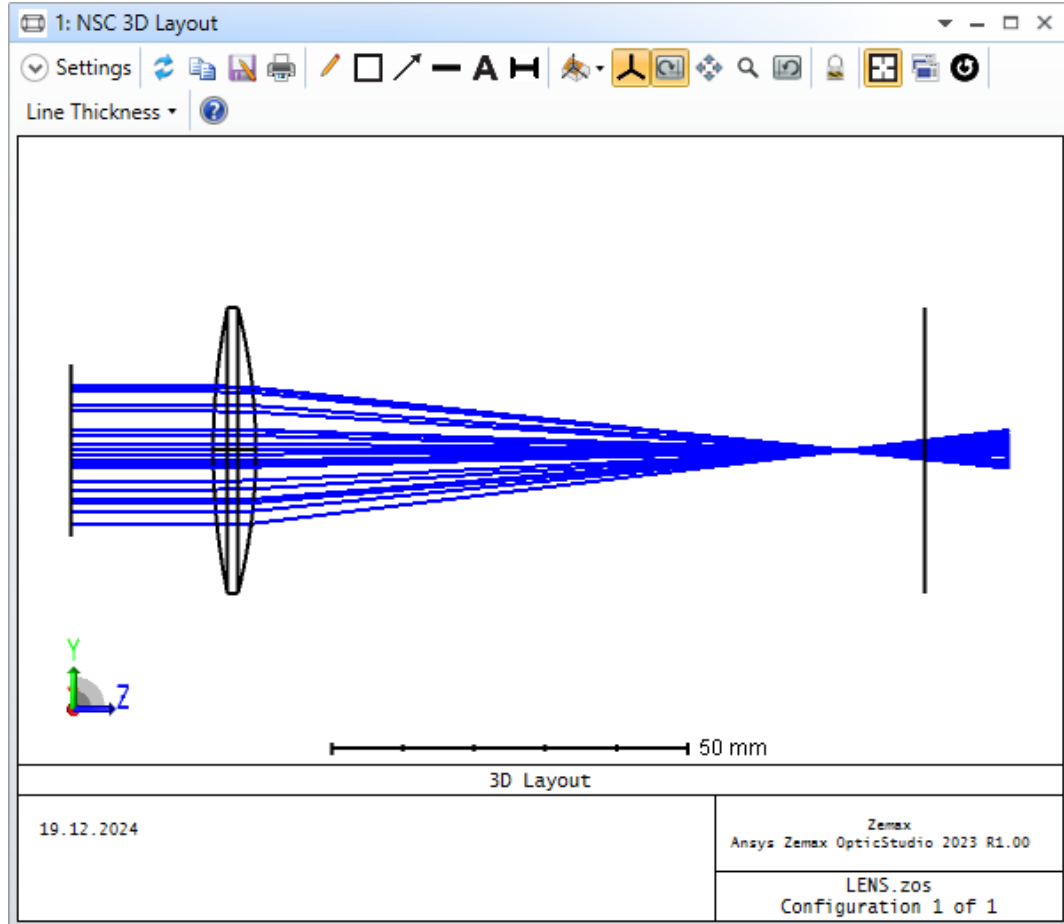 1: NSC 3D Layout
Settings
Line Thickness
Y
Z
50 mm
3D Layout
19.12.2024
Zemax
Ansys Zemax OpticStudio 2023 R1.00
LENS.zos
Configuration 1 of 1